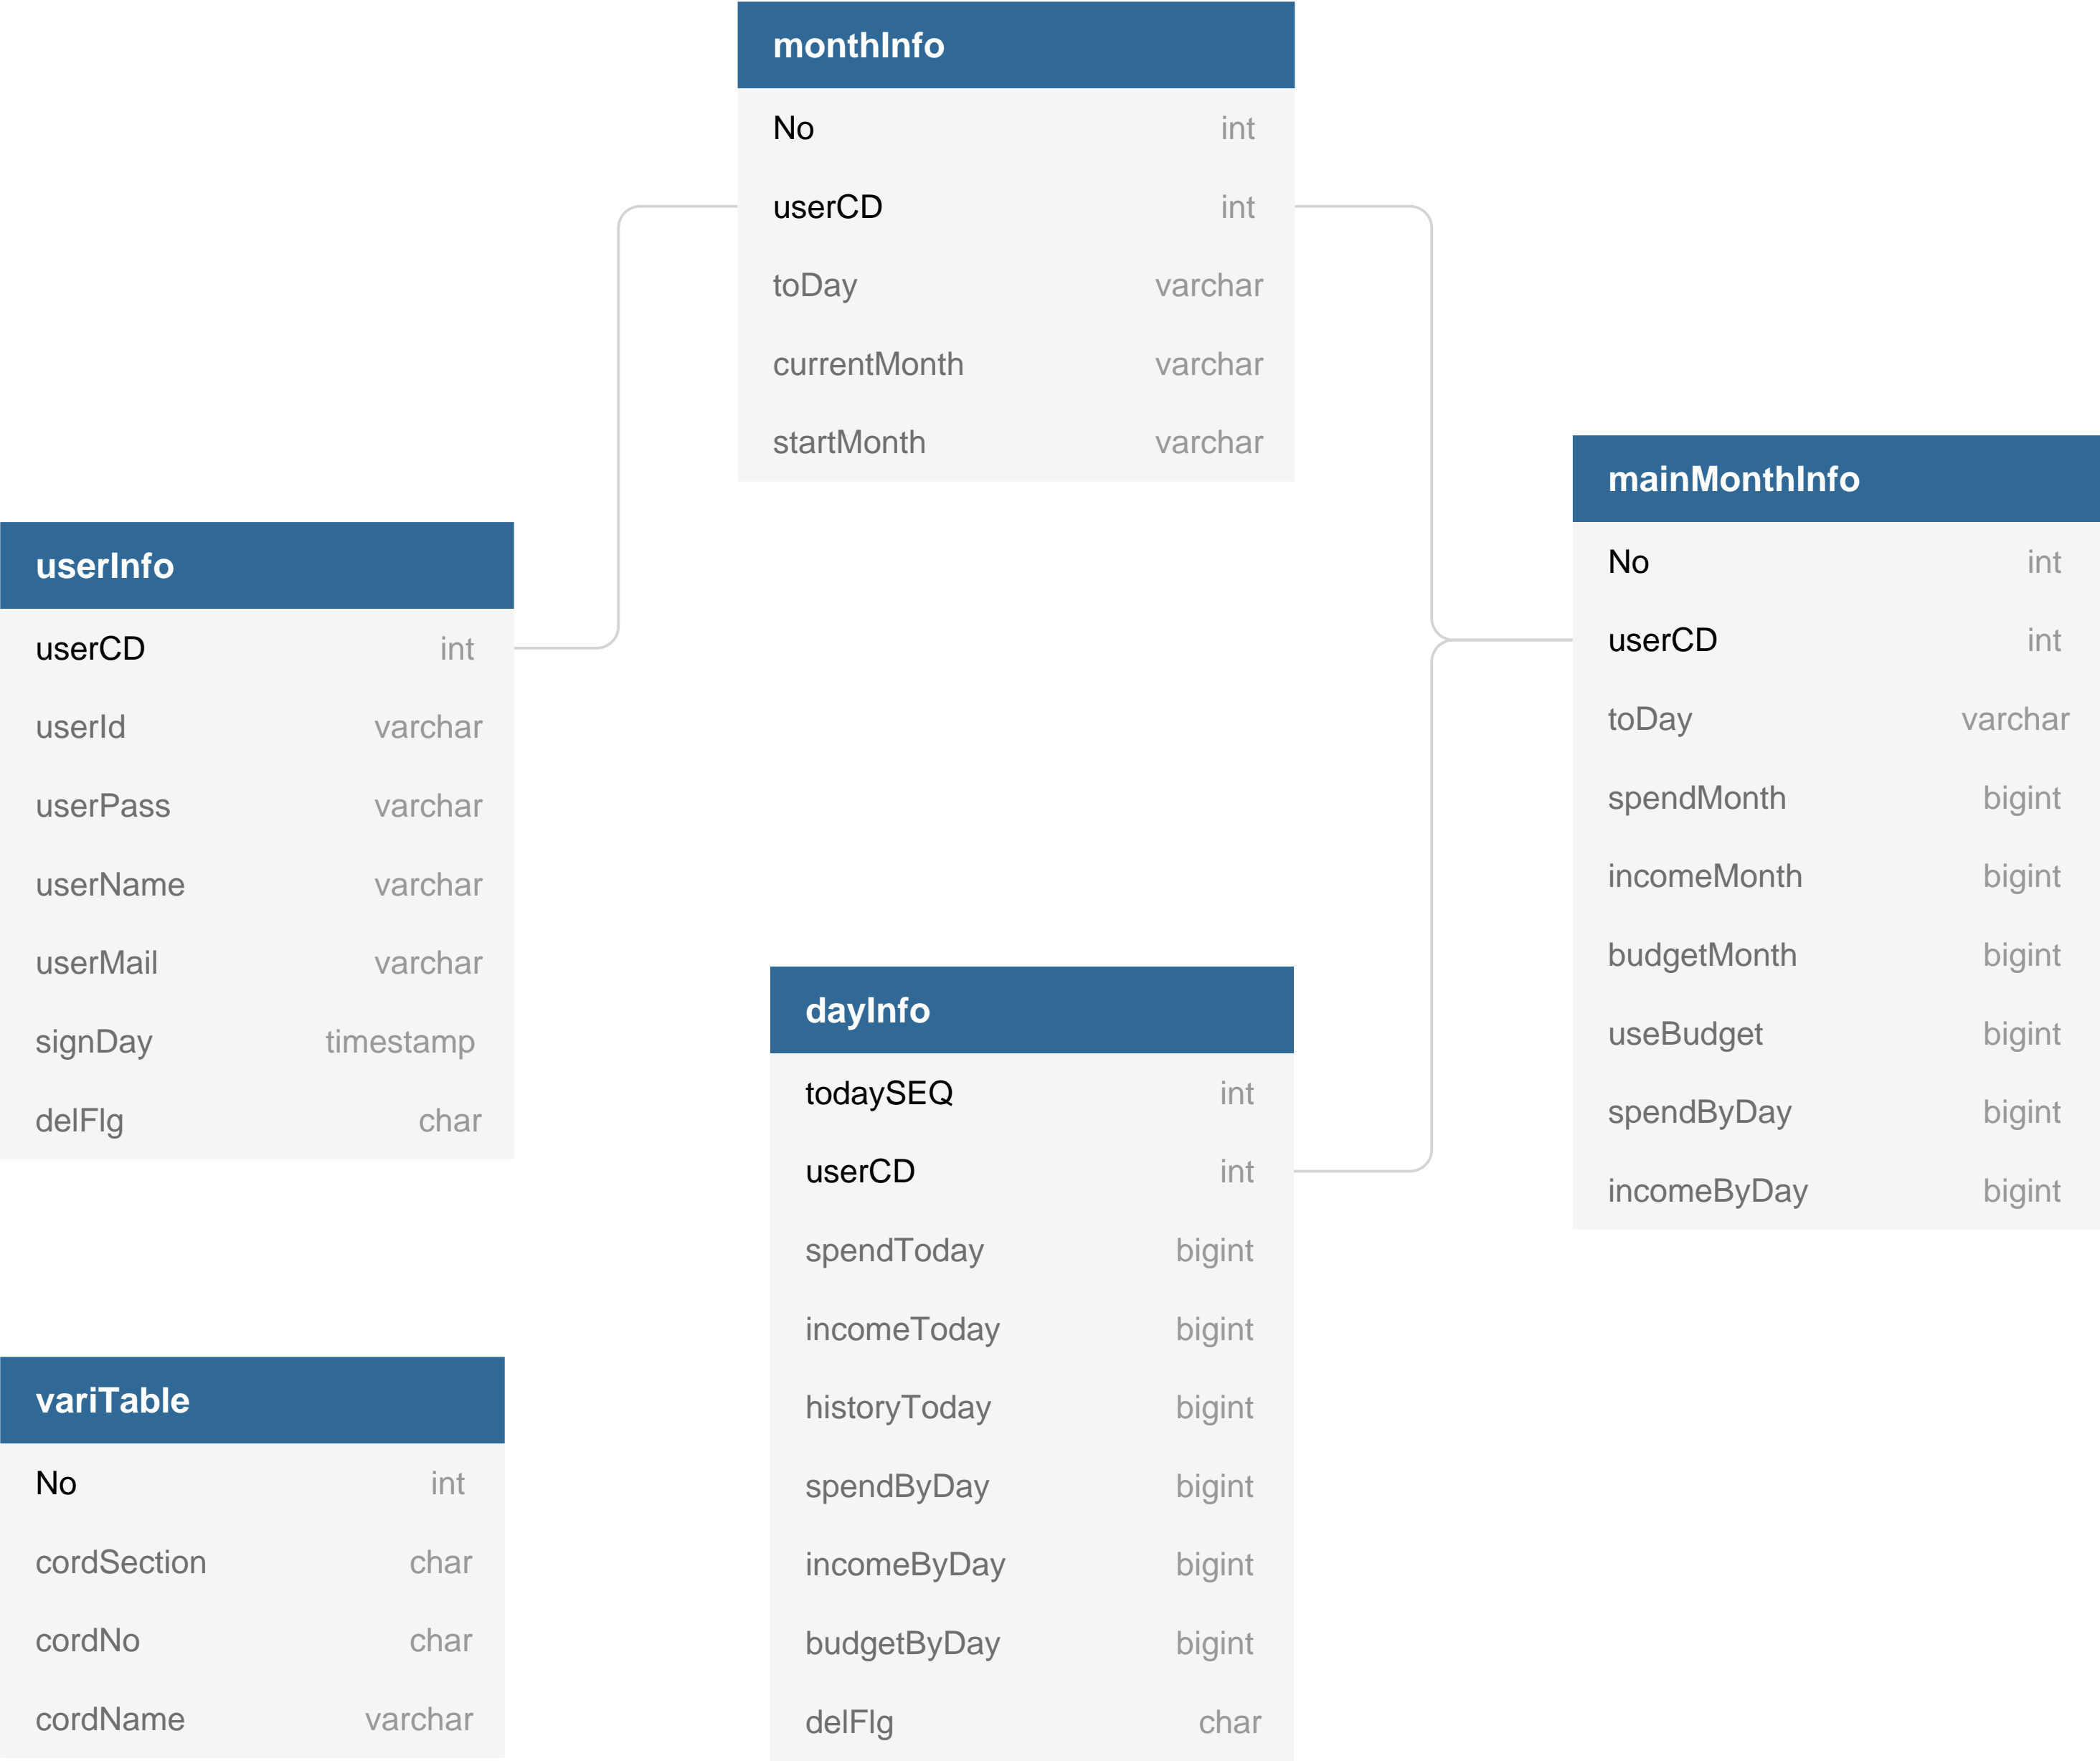 monthInfo
No int
userCD int
toDay varchar
currentMonth varchar
startMonth varchar
mainMonthInfo
No int
userCD int
toDay varchar
spendMonth bigint
incomeMonth bigint
budgetMonth bigint
useBudget bigint
spendByDay bigint
incomeByDay bigint
userInfo
userCD int
userId varchar
userPass varchar
userName varchar
userMail varchar
signDay timestamp
delFlg char
dayInfo
todaySEQ int
userCD int
spendToday bigint
incomeToday bigint
historyToday bigint
spendByDay bigint
incomeByDay bigint
budgetByDay bigint
delFlg char
variTable
No int
cordSection char
cordNo char
cordName varchar